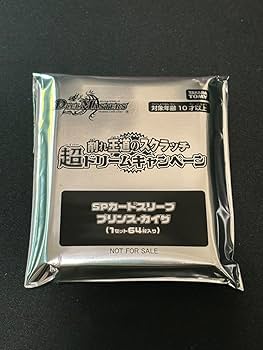 DUEL MASTERS
TAKARA TOMY
対象年齢10才以上
削れ王道のスクラッチ
超ドリームキャンペーン
SPカードスリーブ
プリンス・カイザ
(1セット64枚入り)
NOT FOR SALE